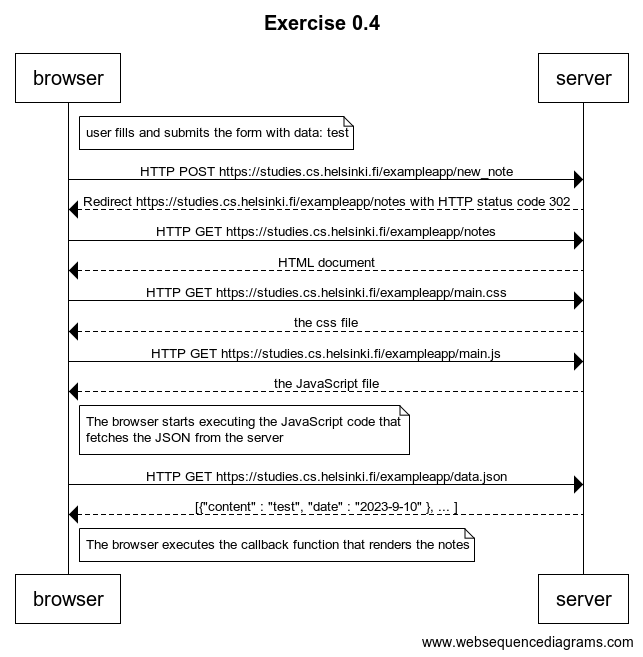 Exercise 0.4
browser
server
user fills and submits the form with data: test
HTTP POST https://studies.cs.helsinki.fi/exampleapp/new_note
Redirect https://studies.cs.helsinki.fi/exampleapp/notes with HTTP status code 302
HTTP GET https://studies.cs.helsinki.fi/exampleapp/notes
HTML document
HTTP GET https://studies.cs.helsinki.fi/exampleapp/main.css
the css file
HTTP GET https://studies.cs.helsinki.fi/exampleapp/main.js
the JavaScript file
The browser starts executing the JavaScript code that
fetches the JSON from the server
HTTP GET https://studies.cs.helsinki.fi/exampleapp/data.json
[{"content" : "test", "date" : "2023-9-10" }, ... ]
The browser executes the callback function that renders the notes
browser
server
www.websequencediagrams.com